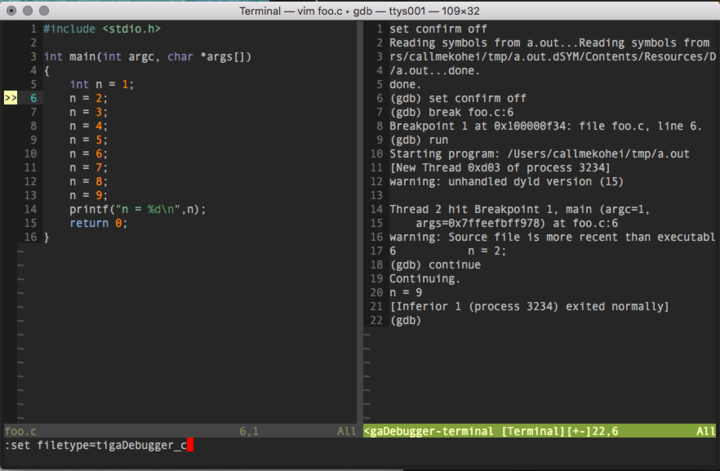 Terminal — vim foo.c ▸ gdb — ttys001 — 109×32
1 #include <stdio.h>
2
3 int main(int argc, char *args[])
4 {
5 int n = 1;
>> 6 n = 2;
7 n = 3;
8 n = 4;
9 n = 5;
10 n = 6;
11 n = 7;
12 n = 8;
13 n = 9;
14 printf("n = %d\n",n);
15 return 0;
16 }
~
~
~
~
~
~
~
~
~
~
~
~
~
foo.c 6,1 All
:set filetype=tigaDebugger_c
1 set confirm off
2 Reading symbols from a.out...Reading symbols from
3 rs/callmekohei/tmp/a.out.dSYM/Contents/Resources/D
4 /a.out...done.
5 done.
6 (gdb) set confirm off
7 (gdb) break foo.c:6
8 Breakpoint 1 at 0x100000f34: file foo.c, line 6.
9 (gdb) run
10 Starting program: /Users/callmekohei/tmp/a.out
11 [New Thread 0xd03 of process 3234]
12 warning: unhandled dyld version (15)
13
14 Thread 2 hit Breakpoint 1, main (argc=1,
15 args=0x7ffeefbff978) at foo.c:6
16 warning: Source file is more recent than executabl
17 6 n = 2;
18 (gdb) continue
19 Continuing.
20 n = 9
21 [Inferior 1 (process 3234) exited normally]
22 (gdb)
~
~
~
~
~
~
~
<gaDebugger-terminal [Terminal][+-]22,6 All